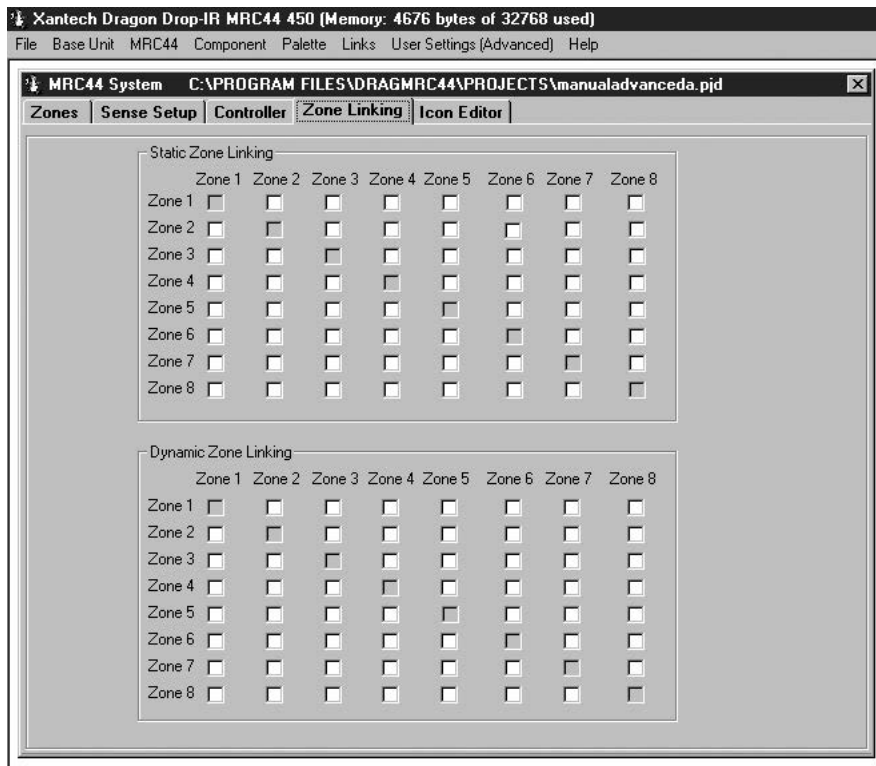 Xantech Dragon Drop-IR MRC44 450 (Memory: 4676 bytes of 32768 used)
File Base Unit MRC44 Component Palette Links User Settings (Advanced) Help
MRC44 System C:\PROGRAM FILES\DRAGMRC44\PROJECTS\manualadvanceda.pjd
Zones Sense Setup Controller Zone Linking Icon Editor
Static Zone Linking
Zone 1 Zone 2 Zone 3 Zone 4 Zone 5 Zone 6 Zone 7 Zone 8
Zone 1
Zone 2
Zone 3
Zone 4
Zone 5
Zone 6
Zone 7
Zone 8
Dynamic Zone Linking
Zone 1 Zone 2 Zone 3 Zone 4 Zone 5 Zone 6 Zone 7 Zone 8
Zone 1
Zone 2
Zone 3
Zone 4
Zone 5
Zone 6
Zone 7
Zone 8